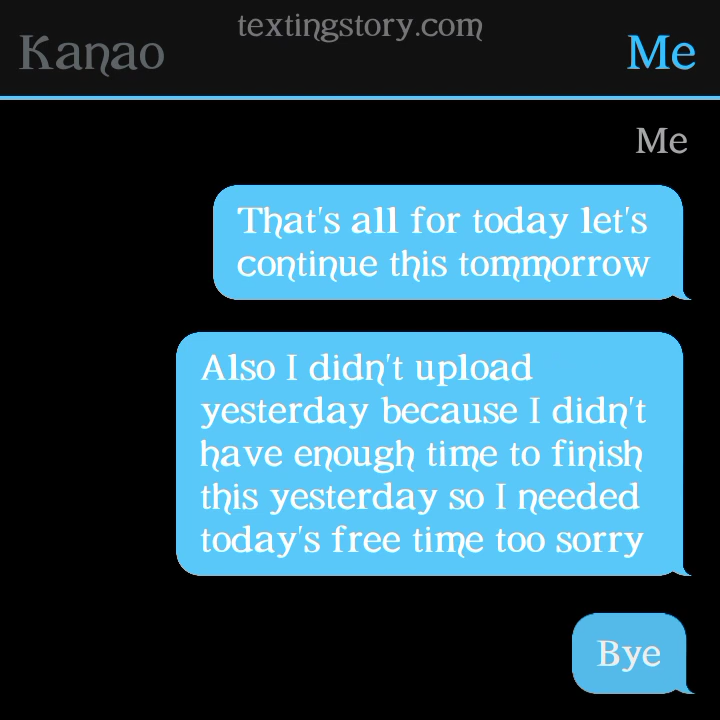 textingstory.com
Kanao
Me
Me
That's all for today let's
continue this tommorrow
Also I didn't upload
yesterday because I didn't
have enough time to finish
this yesterday so I needed
today's free time too sorry
Bye